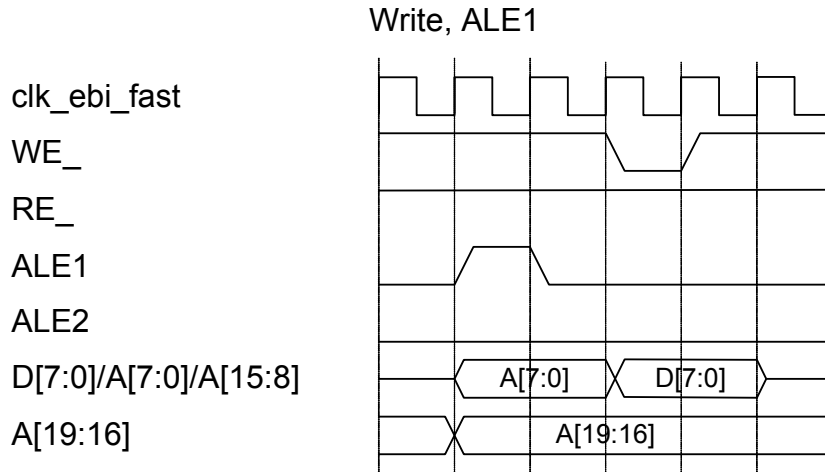 Write, ALE1
clk_ebi_fast
WE_
RE_
ALE1
ALE2
D[7:0]/A[7:0]/A[15:8] A[7:0] D[7:0]
A[19:16] A[19:16]